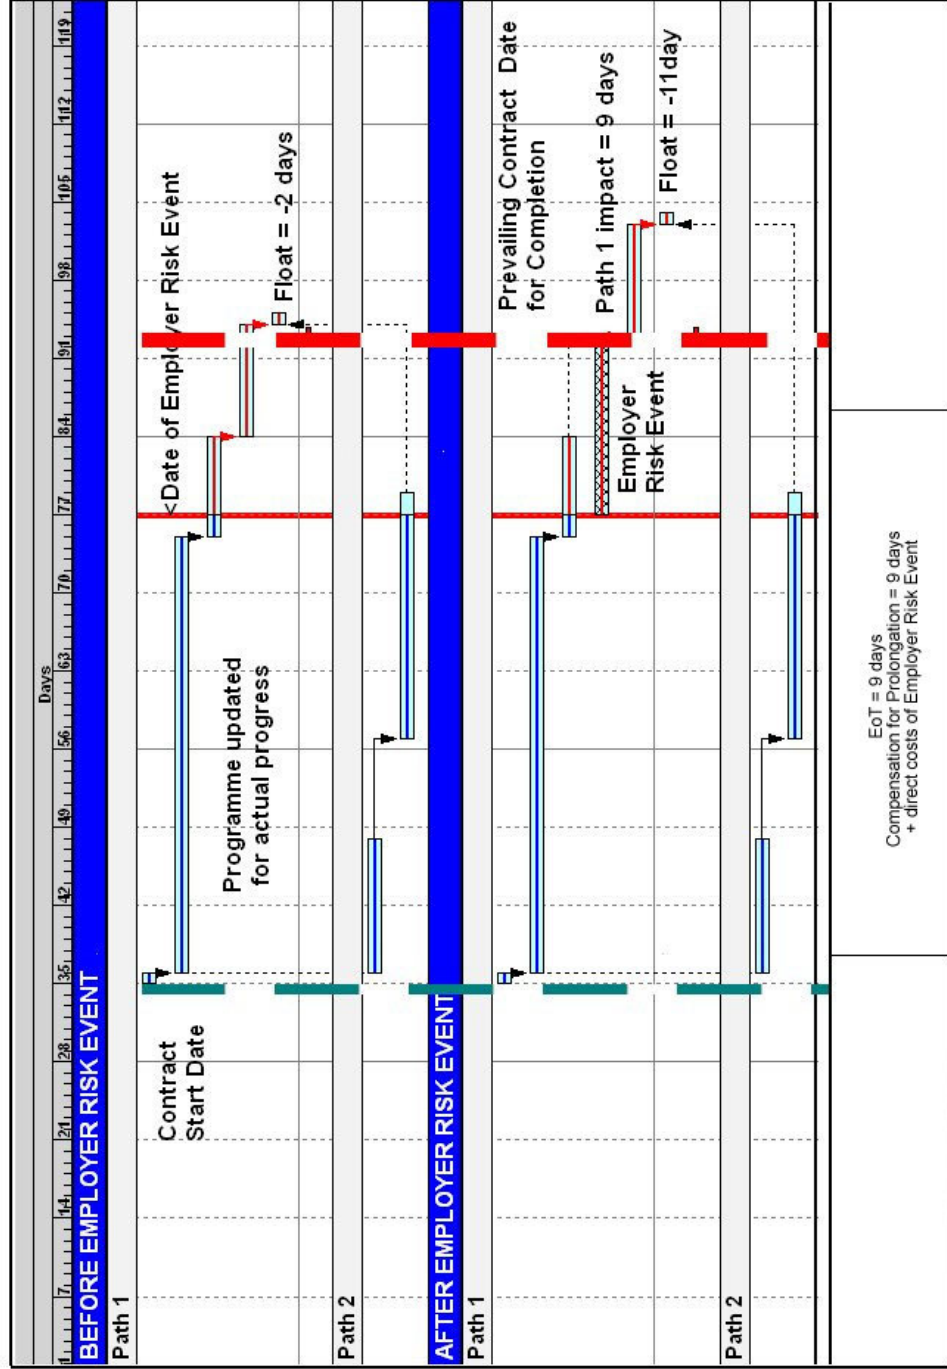 Days
1 7 14 21 28 35 42 49 56 63 70 77 84 91 98 105 112 119
BEFORE EMPLOYER RISK EVENT
Path 1
Contract
Start Date
Programme updated
for actual progress
<Date of Employer Risk Event
Float = -2 days
Path 2
AFTER EMPLOYER RISK EVENT
Path 1
Prevailing Contract Date
for Completion
Path 1 impact = 9 days
Employer
Risk Event
Float = -11day
Path 2
EoT = 9 days
Compensation for Prolongation = 9 days
+ direct costs of Employer Risk Event